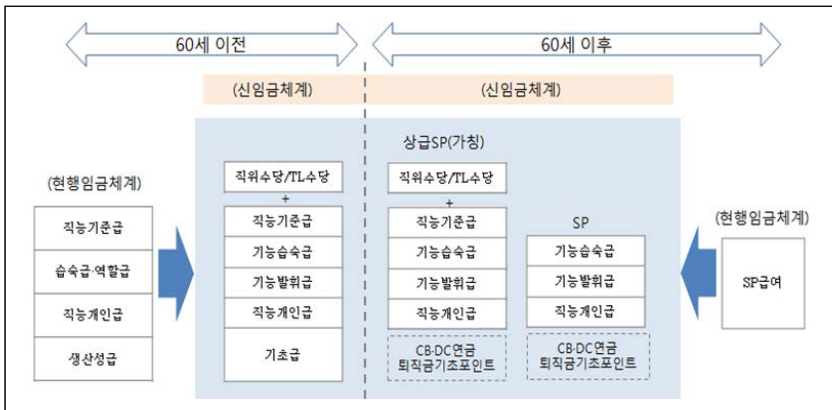 60세 이전
60세 이후
(신임금체계)
(신임금체계)
(현행임금체계)
직능기준급
습숙급·역할급
직능개인급
생산성급
직위수당/TL수당
+
직능기준급
기능습숙급
기능발휘급
직능개인급
기초급
상급SP(가칭)
직위수당/TL수당
+
직능기준급
기능습숙급
기능발휘급
직능개인급
CB·DC연금
퇴직금기초포인트
SP
기능습숙급
기능발휘급
직능개인급
CB·DC연금
퇴직금기초포인트
(현행임금체계)
SP급여